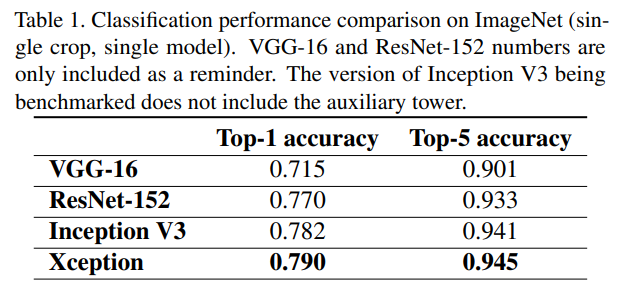 Table 1. Classification performance comparison on ImageNet (sin-
gle crop, single model). VGG-16 and ResNet-152 numbers are
only included as a reminder. The version of Inception V3 being
benchmarked does not include the auxiliary tower.
Top-1 accuracy Top-5 accuracy
VGG-16 0.715 0.901
ResNet-152 0.770 0.933
Inception V3 0.782 0.941
Xception 0.790 0.945